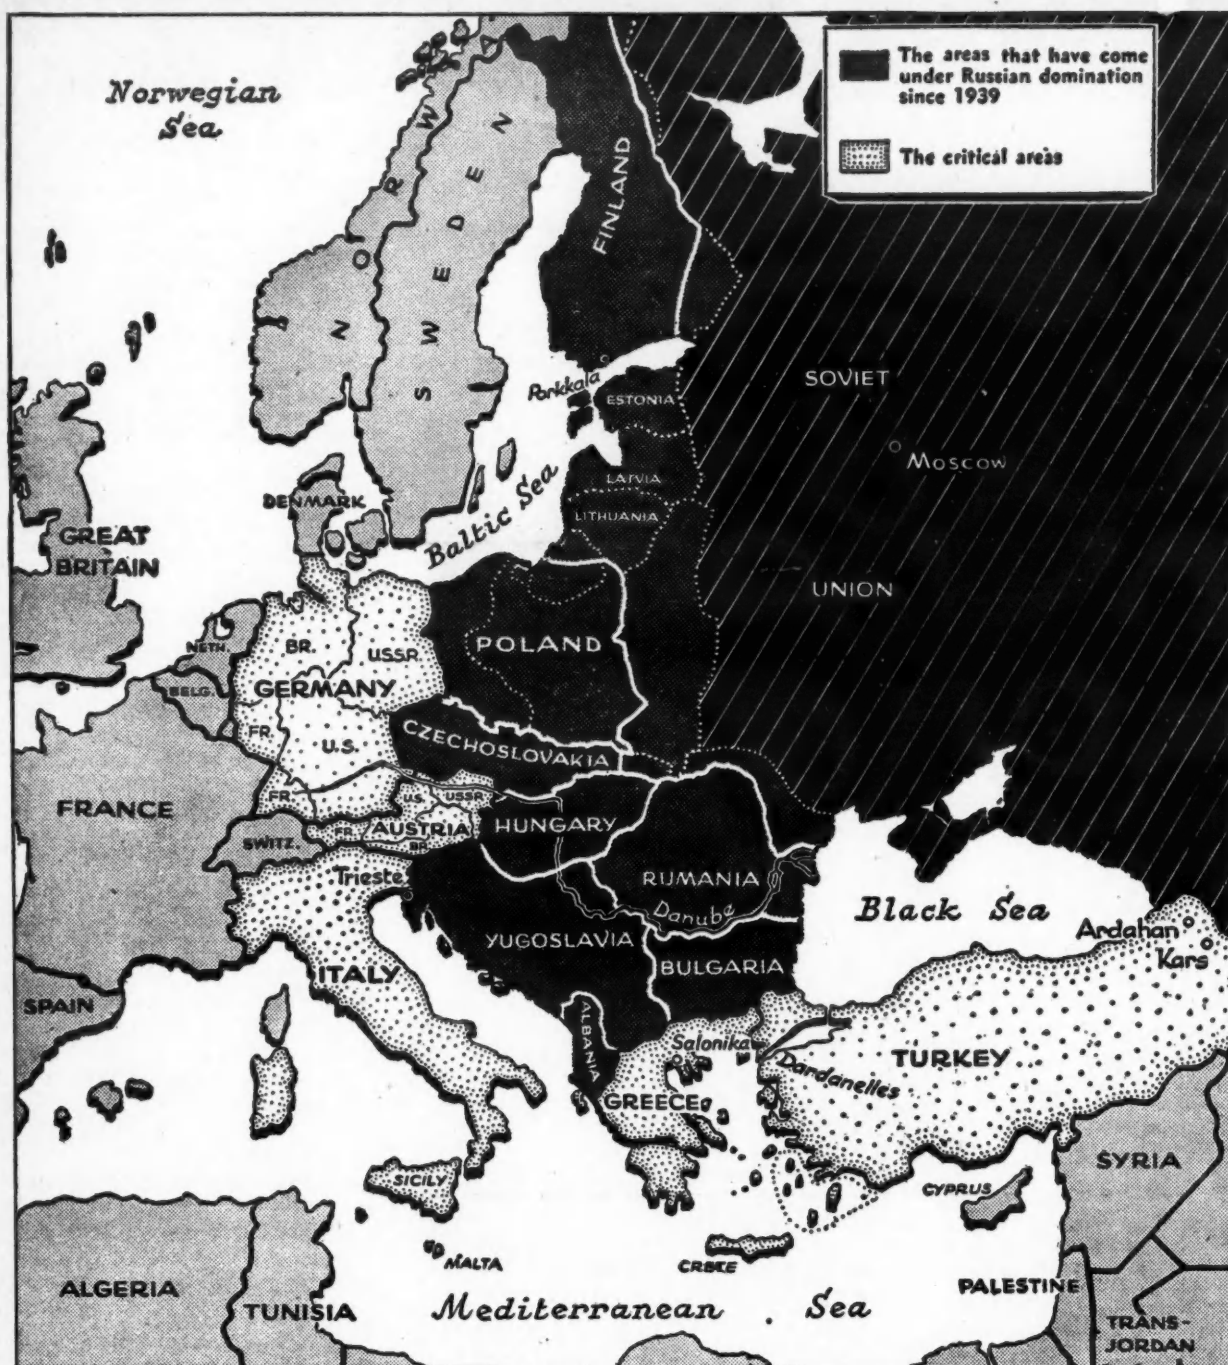 The areas that have come
under Russian domination
since 1939
The critical areas
Norwegian
Sea
NORWAY
SWEDEN
FINLAND
SOVIET
Moscow
UNION
Porkkala
ESTONIA
LATVIA
LITHUANIA
Baltic Sea
DENMARK
GREAT
BRITAIN
NETH.
BELG.
BR.
USSR
GERMANY
FR.
U.S.
FR.
POLAND
CZECHOSLOVAKIA
FRANCE
SWITZ.
U.S.
USSR
FR.
AUSTRIA
BR.
HUNGARY
Trieste
RUMANIA
Danube
YUGOSLAVIA
BULGARIA
Black Sea
Ardahan
Kars
ITALY
SPAIN
ALBANIA
Salonika
GREECE
Dardanelles
TURKEY
SICILY
MALTA
CRETE
CYPRUS
SYRIA
PALESTINE
TRANS-
JORDAN
ALGERIA
TUNISIA
Mediterranean Sea